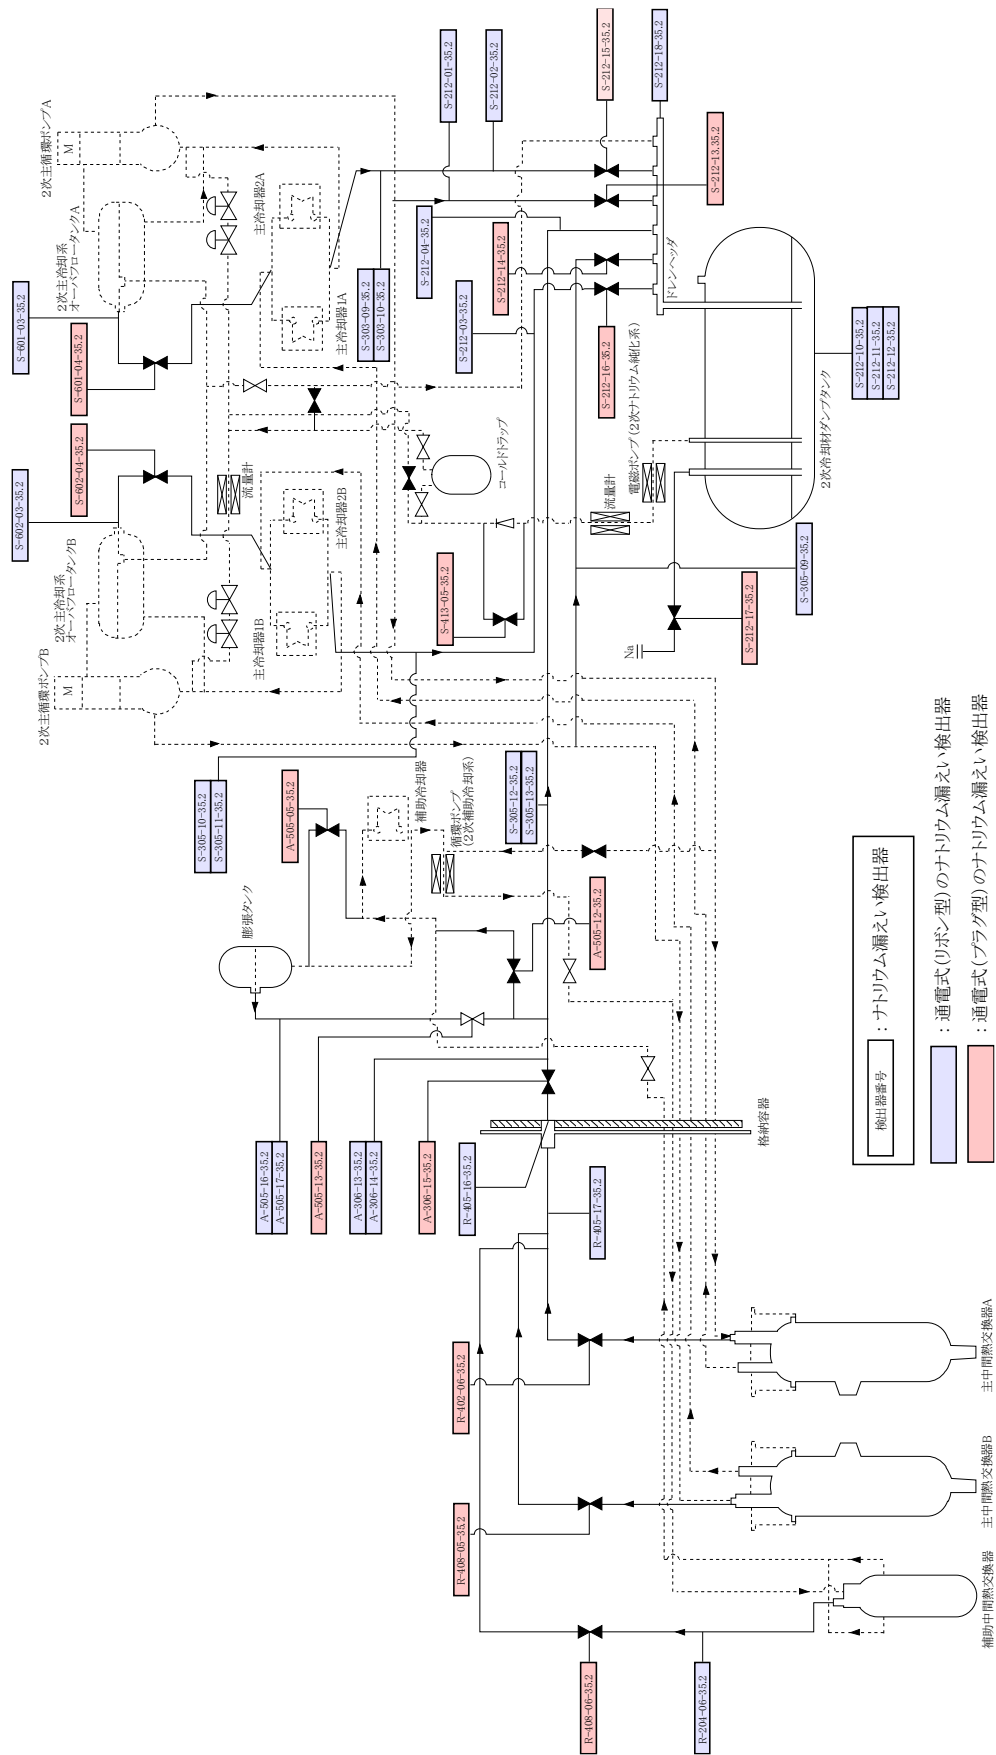 S-602-03-35.2
S-601-03-35.2
2次主循環ポンプB
2次主冷却系
オーバフロータンクB
2次主冷却系
オーバフロータンクA
2次主循環ポンプA
M
M
S-602-04-35.2
S-601-04-35.2
S-305-10-35.2
S-305-11-35.2
流量計
膨張タンク
主冷却器1B
主冷却器2B
主冷却器1A
主冷却器2A
A-505-16-35.2
A-505-17-35.2
A-505-13-35.2
A-505-05-35.2
A-306-13-35.2
A-306-14-35.2
S-303-09-35.2
S-303-10-35.2
A-306-15-35.2
補助冷却器
S-212-04-35.2
S-212-01-35.2
R-408-05-35.2
R-402-06-35.2
R-405-16-35.2
循環ポンプ
(2次補助冷却系)
S-413-05-35.2
S-212-03-35.2
S-212-14-35.2
S-212-02-35.2
コールドトラップ
S-305-12-35.2
S-305-13-35.2
R-408-06-35.2
R-405-17-35.2
A-505-12-35.2
流量計
S-212-16-35.2
S-212-15-35.2
Na
電磁ポンプ(2次ナトリウム純化系)
ドレンヘッダ
S-212-18-35.2
R-204-06-35.2
S-212-13.35.2
S-212-17-35.2
格納容器
S-305-09-35.2
2次冷却材ダンプタンク
S-212-10-35.2
S-212-11-35.2
S-212-12-35.2
補助中間熱交換器
主中間熱交換器B
主中間熱交換器A
検出器番号
:ナトリウム漏えい検出器
:通電式(リボン型)のナトリウム漏えい検出器
:通電式(プラグ型)のナトリウム漏えい検出器